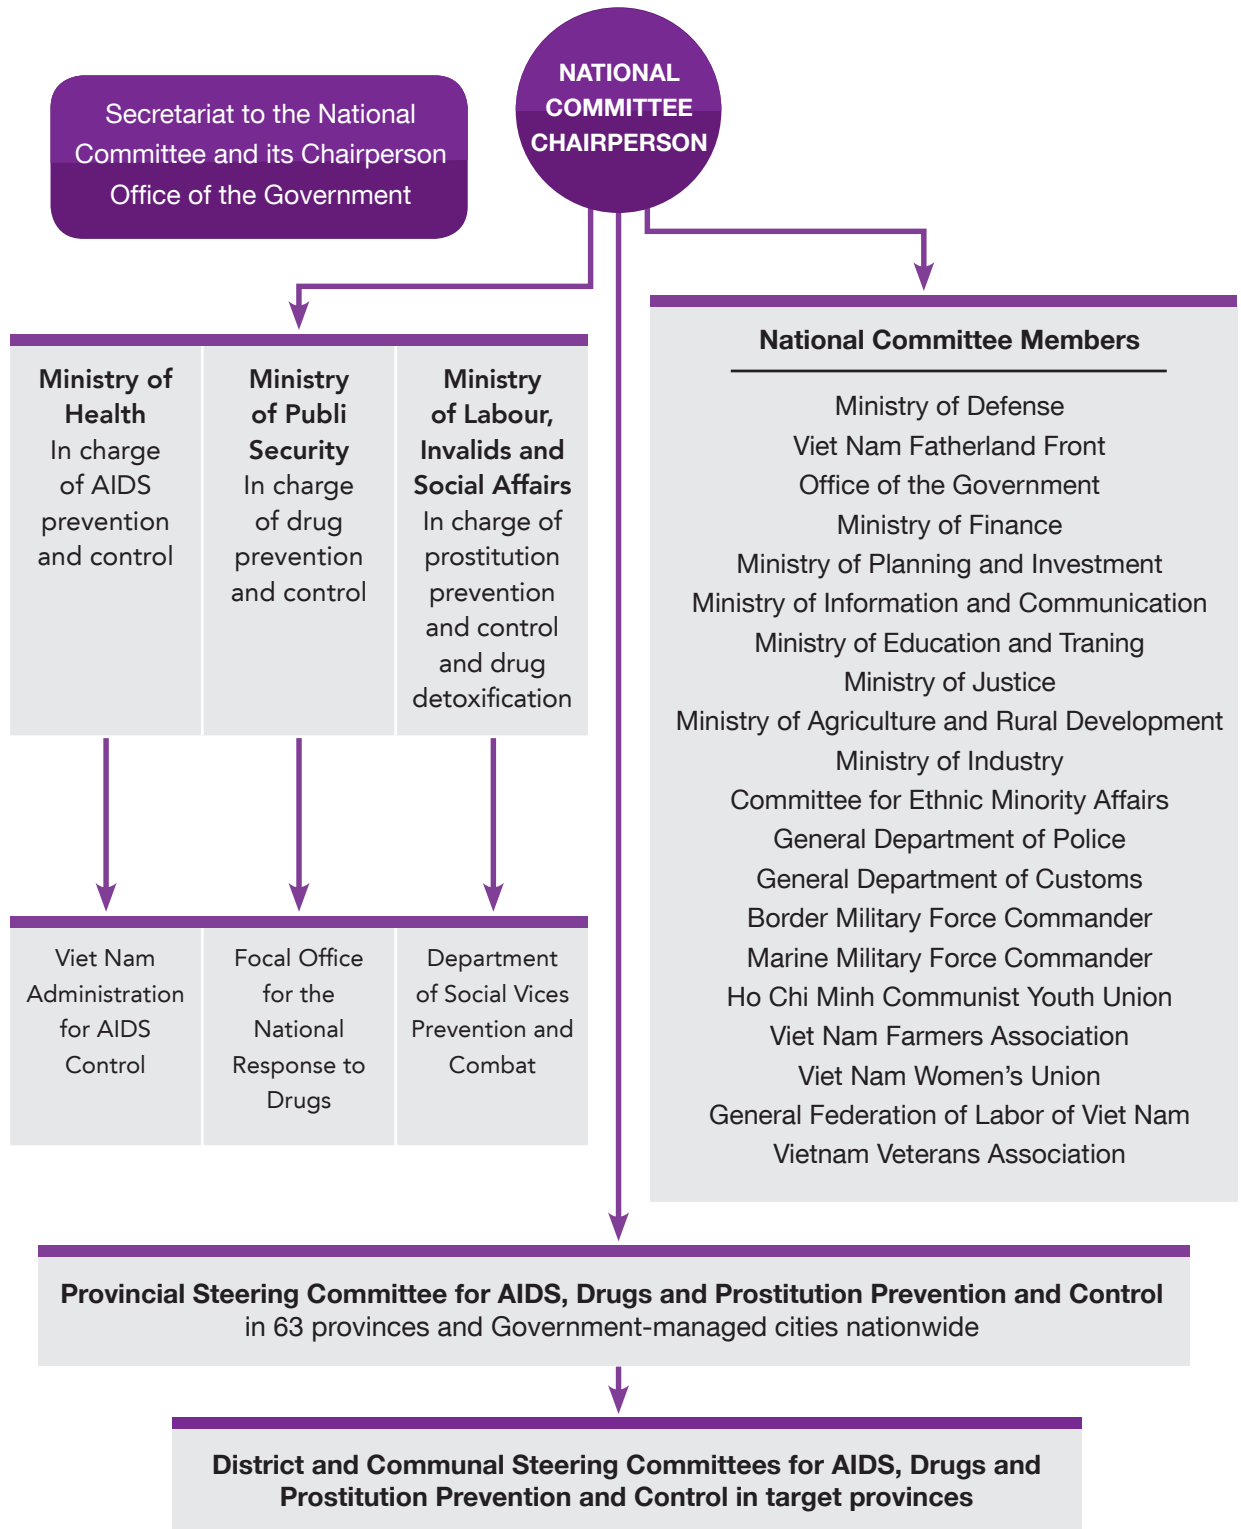 NATIONAL
COMMITTEE
CHAIRPERSON
Secretariat to the National
Committee and its Chairperson
Office of the Government
Ministry of
Health
In charge
of AIDS
prevention
and control
Ministry
of Publi
Security
In charge
of drug
prevention
and control
Ministry
of Labour,
Invalids and
Social Affairs
In charge of
prostitution
prevention
and control
and drug
detoxification
National Committee Members
Ministry of Defense
Viet Nam Fatherland Front
Office of the Government
Ministry of Finance
Ministry of Planning and Investment
Ministry of Information and Communication
Ministry of Education and Traning
Ministry of Justice
Ministry of Agriculture and Rural Development
Ministry of Industry
Committee for Ethnic Minority Affairs
General Department of Police
General Department of Customs
Border Military Force Commander
Marine Military Force Commander
Ho Chi Minh Communist Youth Union
Viet Nam Farmers Association
Viet Nam Women’s Union
General Federation of Labor of Viet Nam
Vietnam Veterans Association
Viet Nam
Administration
for AIDS
Control
Focal Office
for the
National
Response to
Drugs
Department
of Social Vices
Prevention and
Combat
Provincial Steering Committee for AIDS, Drugs and Prostitution Prevention and Control
in 63 provinces and Government-managed cities nationwide
District and Communal Steering Committees for AIDS, Drugs and
Prostitution Prevention and Control in target provinces